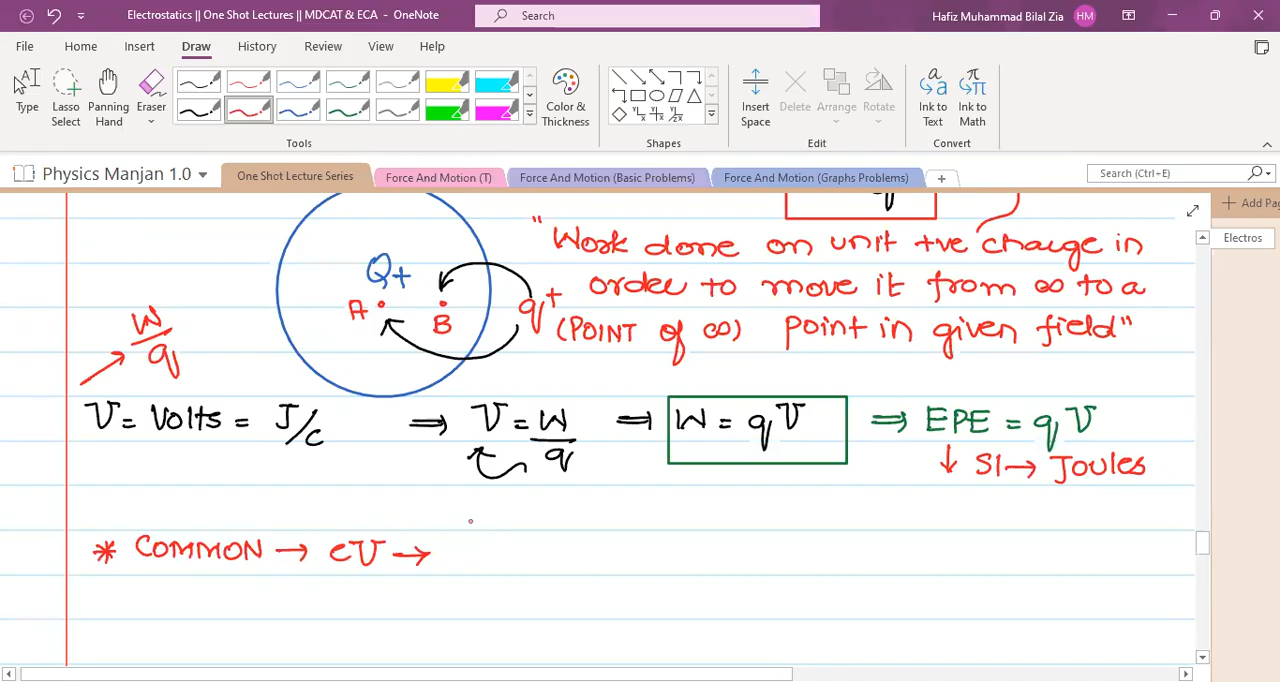 Electrostatics || One Shot Lectures || MDCAT & ECA - OneNote
Search
Hafiz Muhammad Bilal Zia
HM
File Home Insert Draw History Review View Help
Type Lasso Select Panning Hand Eraser Color & Thickness Insert Space Delete Arrange Rotate Ink to Text Ink to Math
Tools Shapes Edit Convert
Physics Manjan 1.0 One Shot Lecture Series Force And Motion (T) Force And Motion (Basic Problems) Force And Motion (Graphs Problems) Search (Ctrl+E)
Add Pag
Electros
"Work done on unit +ve charge in
order to move it from ∞ to a
(POINT of ∞) point in given field"
Q+
A B q+
W/q
V = Volts = J/C ⇒ V = W/q ⇒ W = qV ⇒ EPE = qV
↓ SI → Joules
* COMMON → eV →